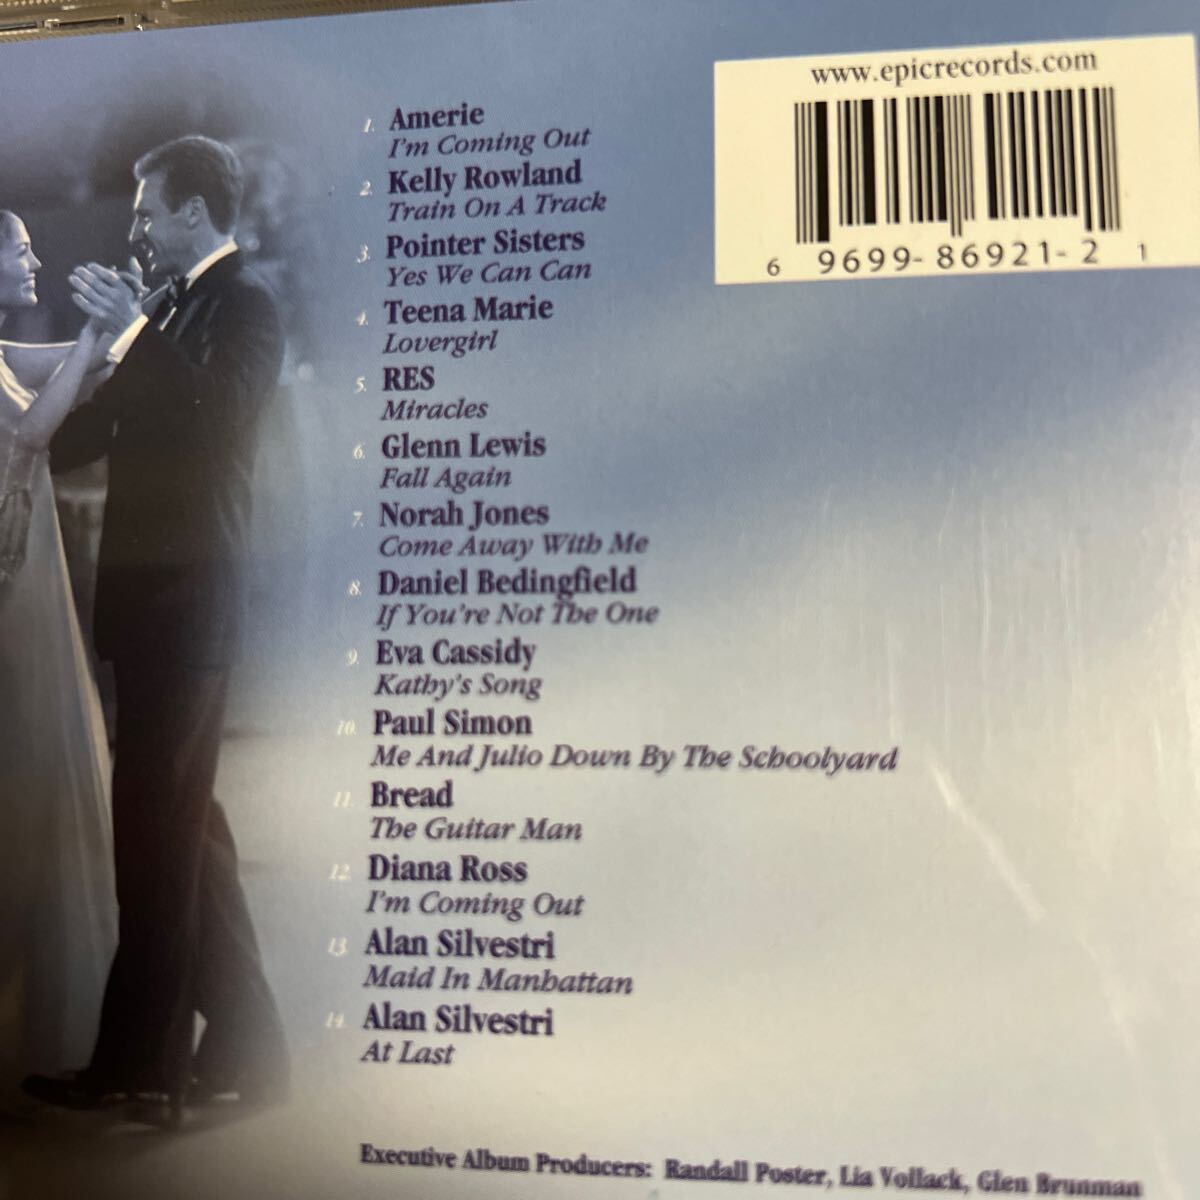 www.epicrecords.com
6 9699-86921-2 1
1. Amerie
I'm Coming Out
2. Kelly Rowland
Train On A Track
3. Pointer Sisters
Yes We Can Can
4. Teena Marie
Lovergirl
5. RES
Miracles
6. Glenn Lewis
Fall Again
7. Norah Jones
Come Away With Me
8. Daniel Bedingfield
If You're Not The One
9. Eva Cassidy
Kathy's Song
10. Paul Simon
Me And Julio Down By The Schoolyard
11. Bread
The Guitar Man
12. Diana Ross
I'm Coming Out
13. Alan Silvestri
Maid In Manhattan
14. Alan Silvestri
At Last
Executive Album Producers: Randall Poster, Lia Vollack, Glen Brunman